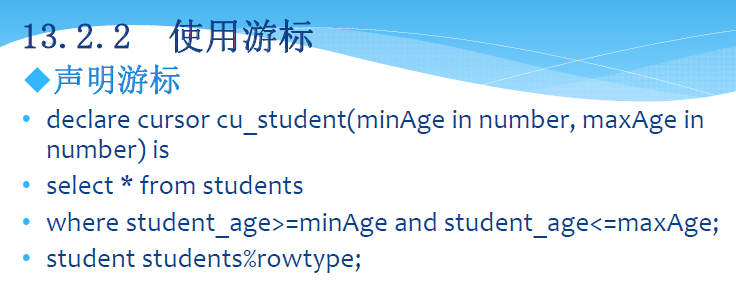 13.2.2 使用游标
◆声明游标
• declare cursor cu_student(minAge in number, maxAge in
number) is
• select * from students
• where student_age>=minAge and student_age<=maxAge;
• student students%rowtype;